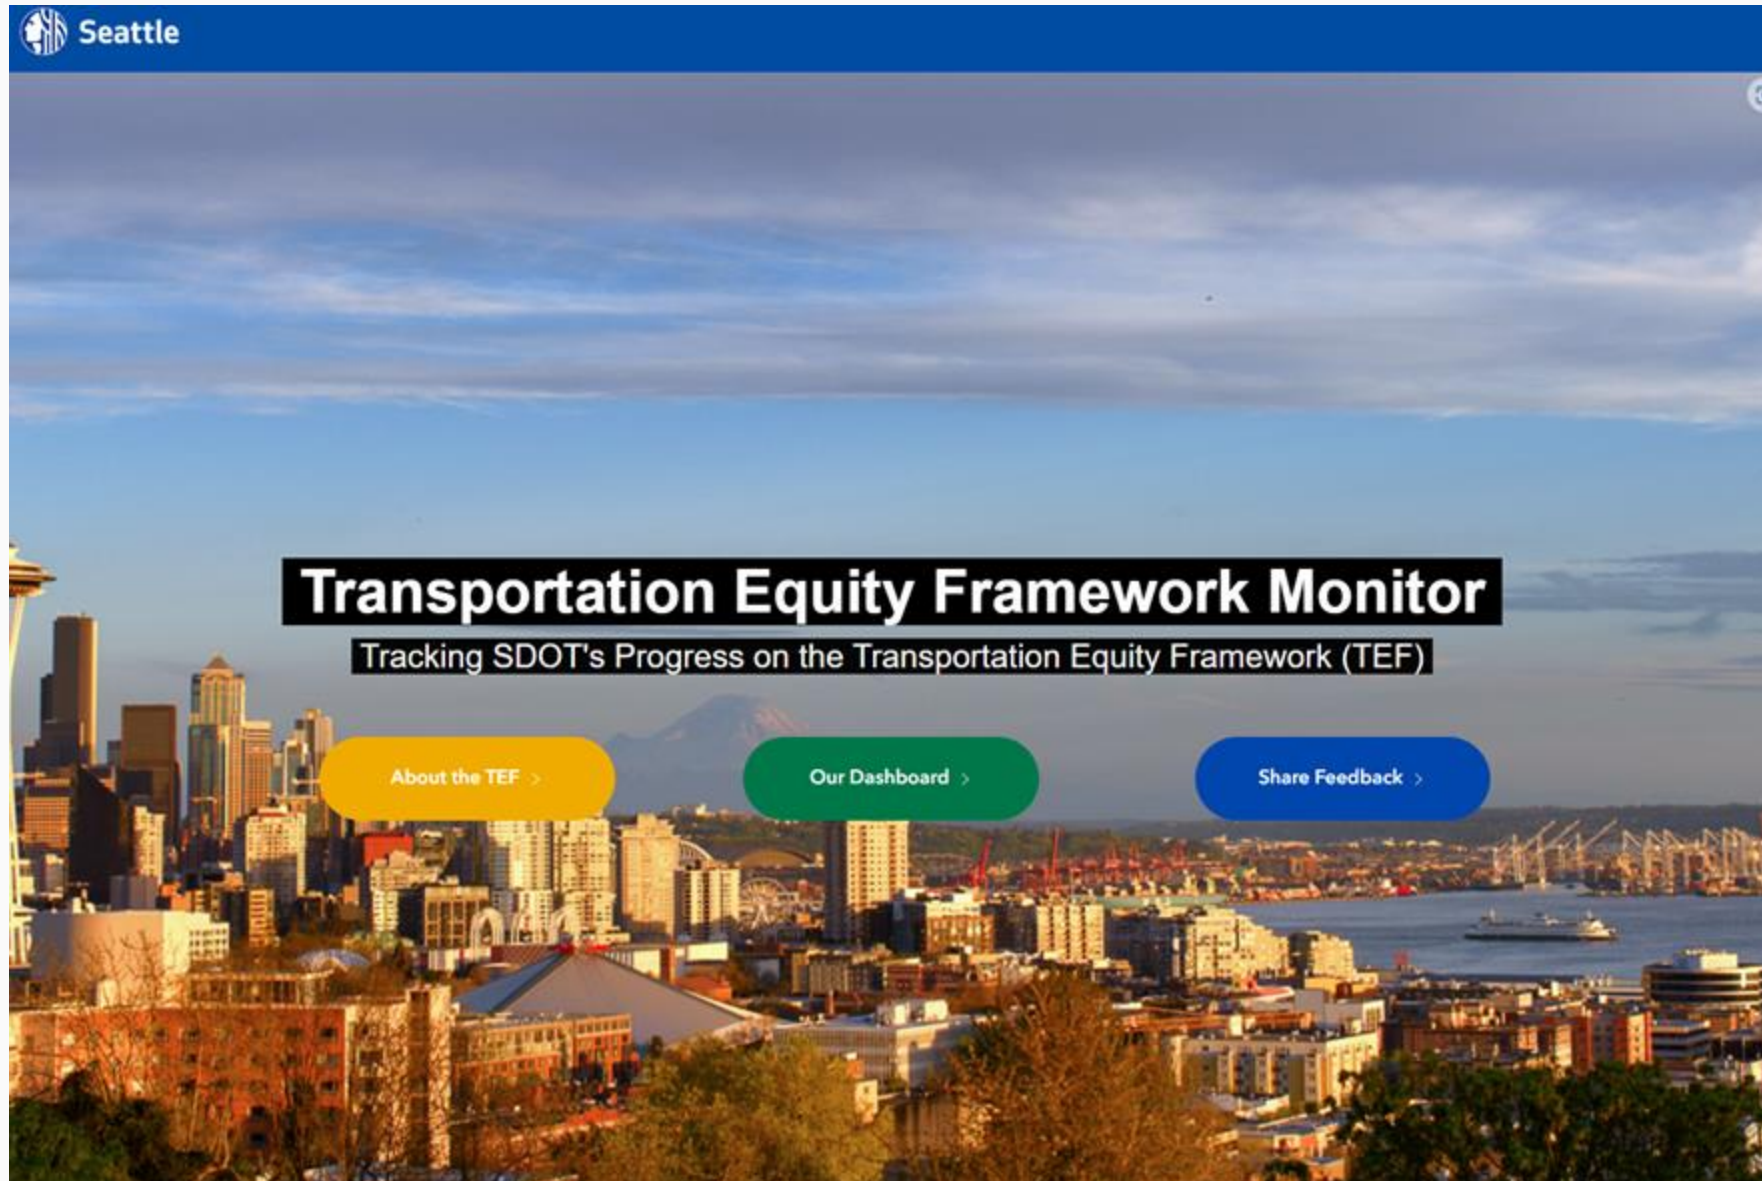 Seattle
Transportation Equity Framework Monitor
Tracking SDOT's Progress on the Transportation Equity Framework (TEF)
About the TEF >
Our Dashboard >
Share Feedback >